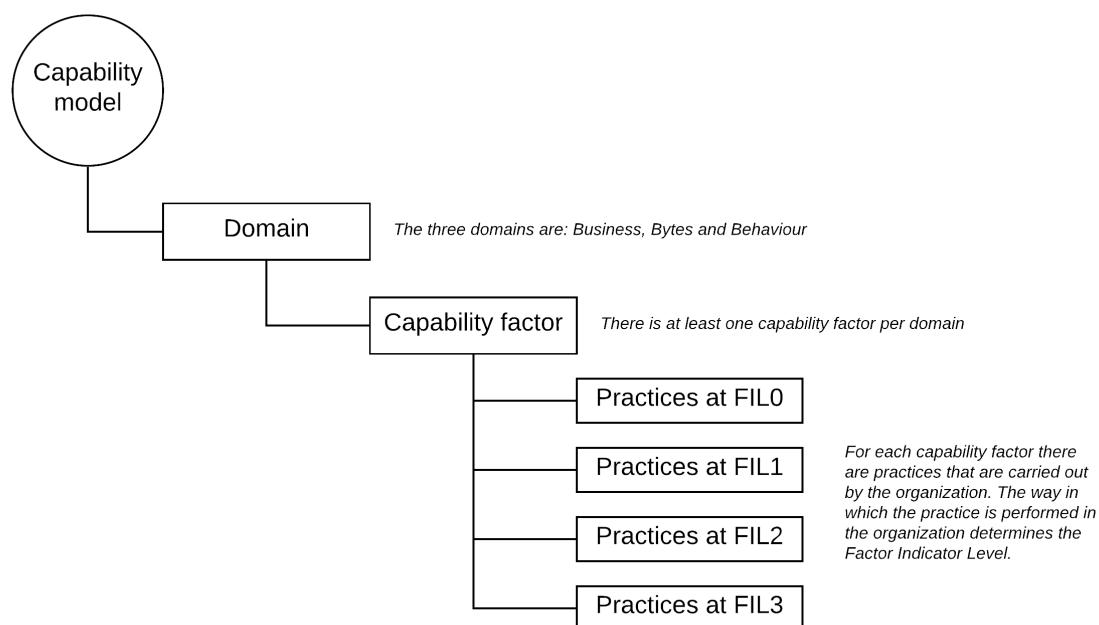 Capability
model
Domain
The three domains are: Business, Bytes and Behaviour
Capability factor
There is at least one capability factor per domain
Practices at FIL0
Practices at FIL1
Practices at FIL2
Practices at FIL3
For each capability factor there
are practices that are carried out
by the organization. The way in
which the practice is performed in
the organization determines the
Factor Indicator Level.